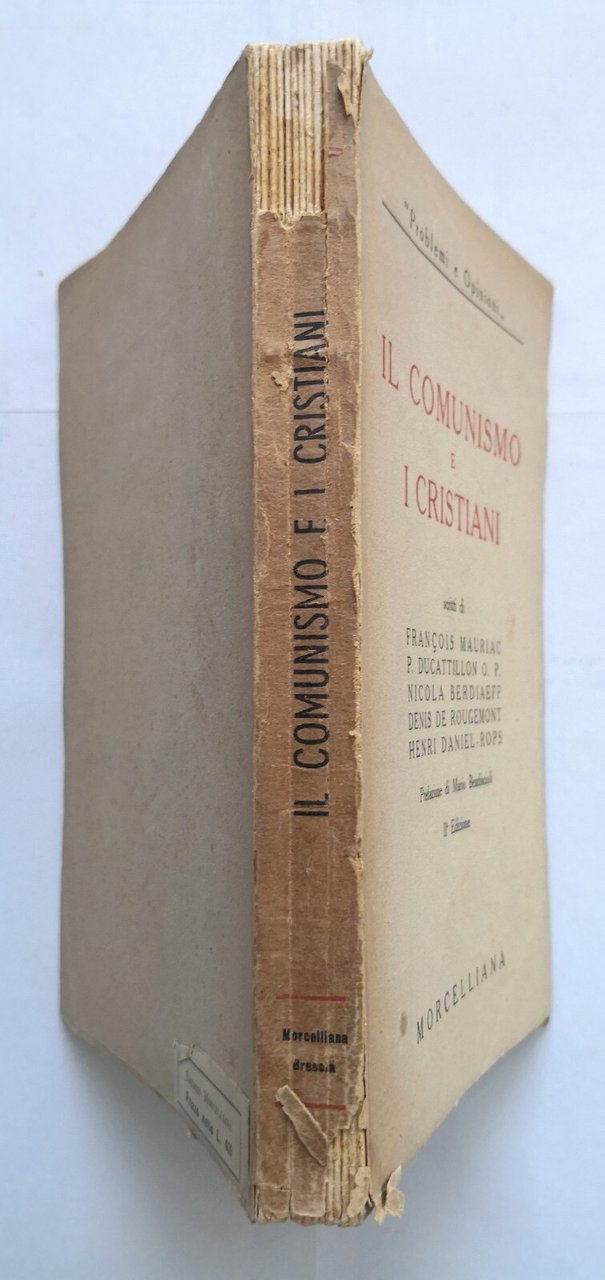 IL COMUNISMO E I CRISTIANI
Morcelliana
Brescia
"Problemi e Opinioni"
IL COMUNISMO
E
I CRISTIANI
scritti di
FRANÇOIS MAURIAC
P. DUCATTILLON O. P.
NICOLA BERDIAEFF
DENIS DE ROUGEMONT
HENRI DANIEL-ROPS
Prefazione di Mario Bendiscioli
IIª Edizione
MORCELLIANA